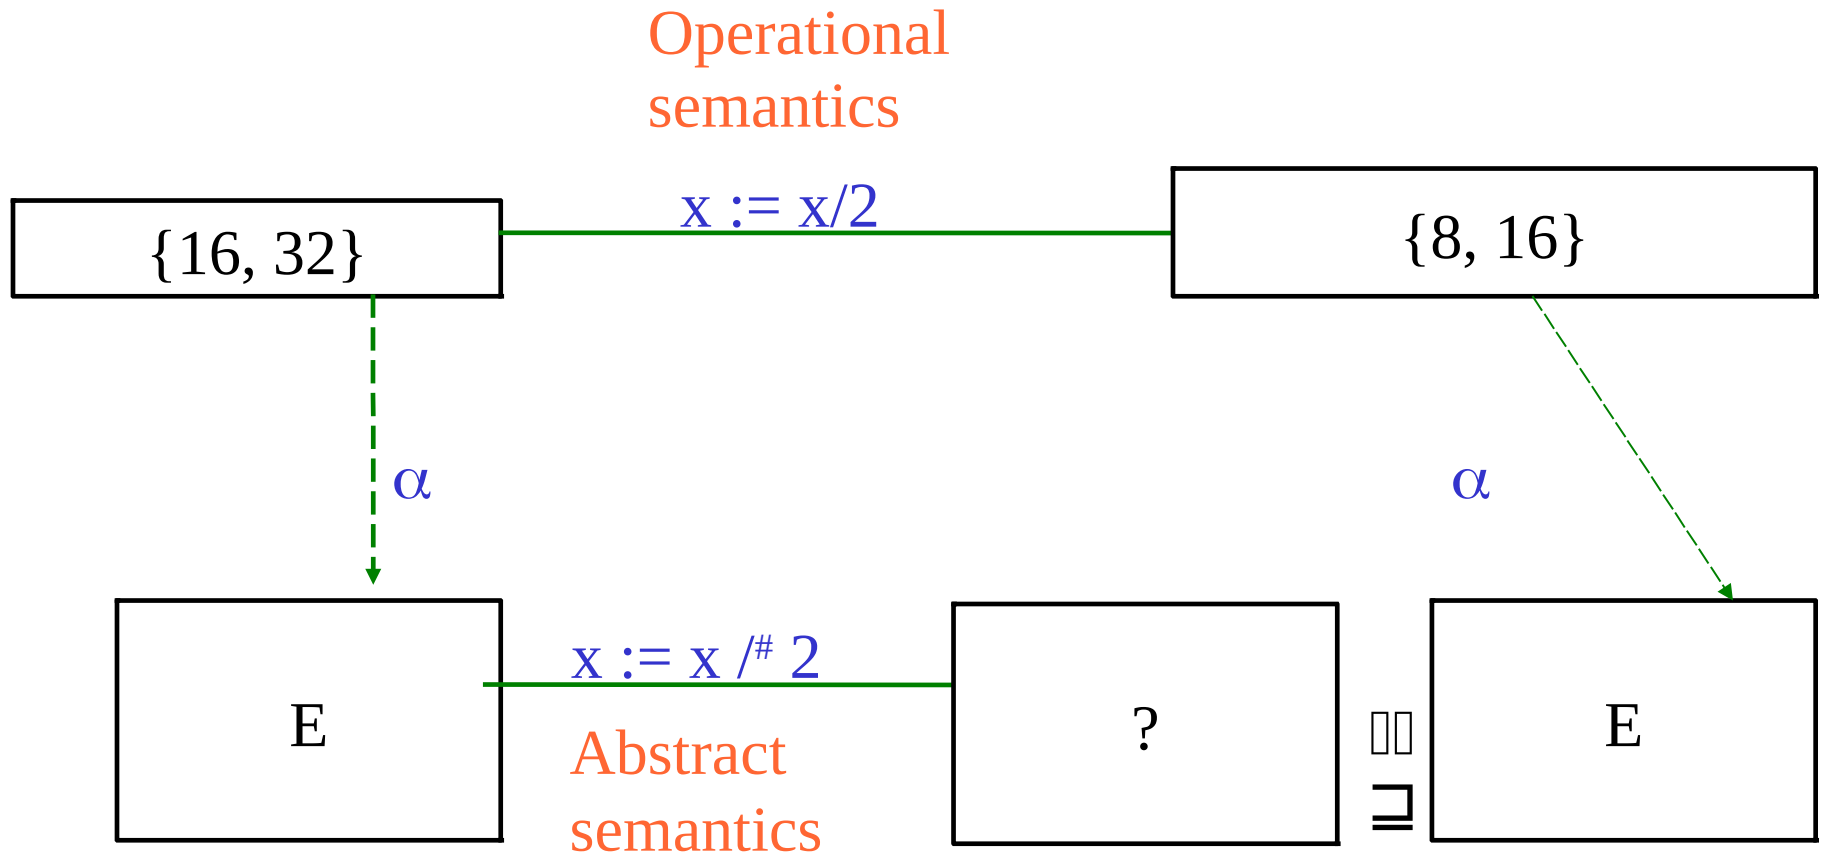 Operational
semantics
x := x/2
{16, 32}
{8, 16}
α
α
x := x /# 2
E
?
⊒
E
Abstract
semantics